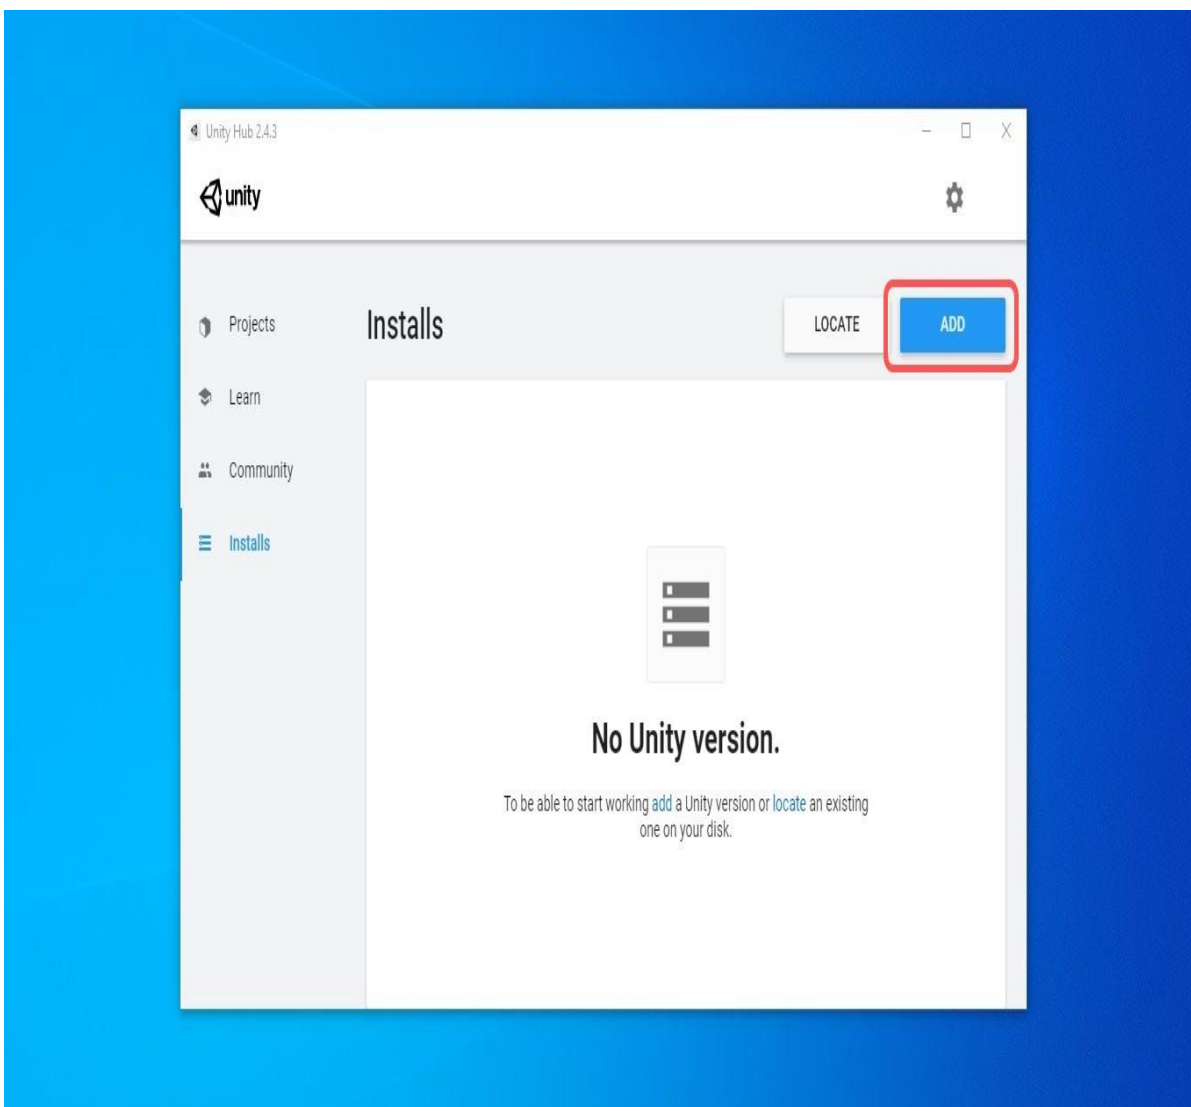 Unity Hub 2.4.3
unity
Projects
Learn
Community
Installs
Installs
LOCATE
ADD
No Unity version.
To be able to start working add a Unity version or locate an existing
one on your disk.